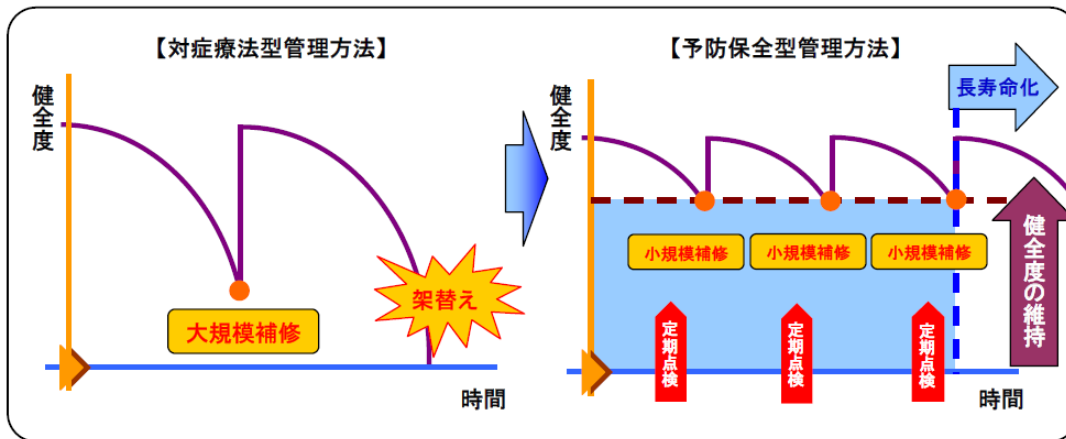 【対症療法型管理方法】
健全度
大規模補修
架替え
時間
【予防保全型管理方法】
長寿命化
健全度
小規模補修
小規模補修
小規模補修
定期点検
定期点検
定期点検
健全度の維持
時間